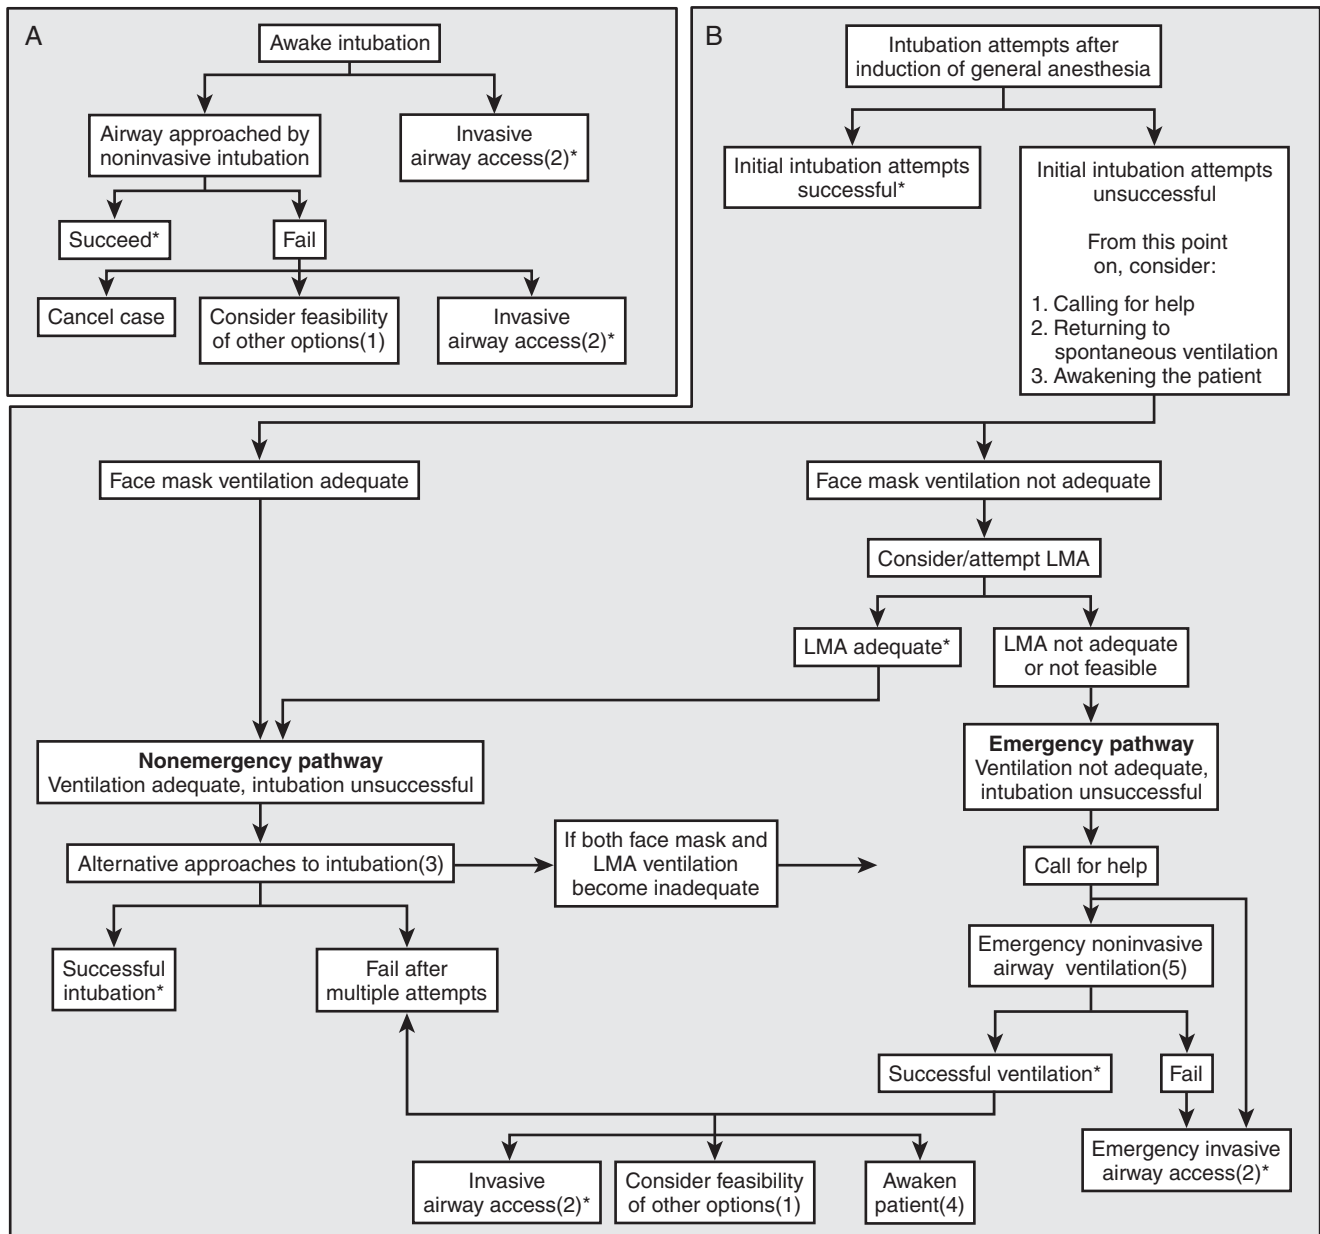 A
Awake intubation
Airway approached by
noninvasive intubation
Invasive
airway access(2)*
Succeed*
Fail
Cancel case
Consider feasibility
of other options(1)
Invasive
airway access(2)*
B
Intubation attempts after
induction of general anesthesia
Initial intubation attempts
successful*
Initial intubation attempts
unsuccessful
From this point
on, consider:
1. Calling for help
2. Returning to
spontaneous ventilation
3. Awakening the patient
Face mask ventilation adequate
Face mask ventilation not adequate
Consider/attempt LMA
LMA adequate*
LMA not adequate
or not feasible
Nonemergency pathway
Ventilation adequate, intubation unsuccessful
Emergency pathway
Ventilation not adequate,
intubation unsuccessful
Alternative approaches to intubation(3)
If both face mask and
LMA ventilation
become inadequate
Call for help
Successful
intubation*
Fail after
multiple attempts
Emergency noninvasive
airway ventilation(5)
Successful ventilation*
Fail
Invasive
airway access(2)*
Consider feasibility
of other options(1)
Awaken
patient(4)
Emergency invasive
airway access(2)*